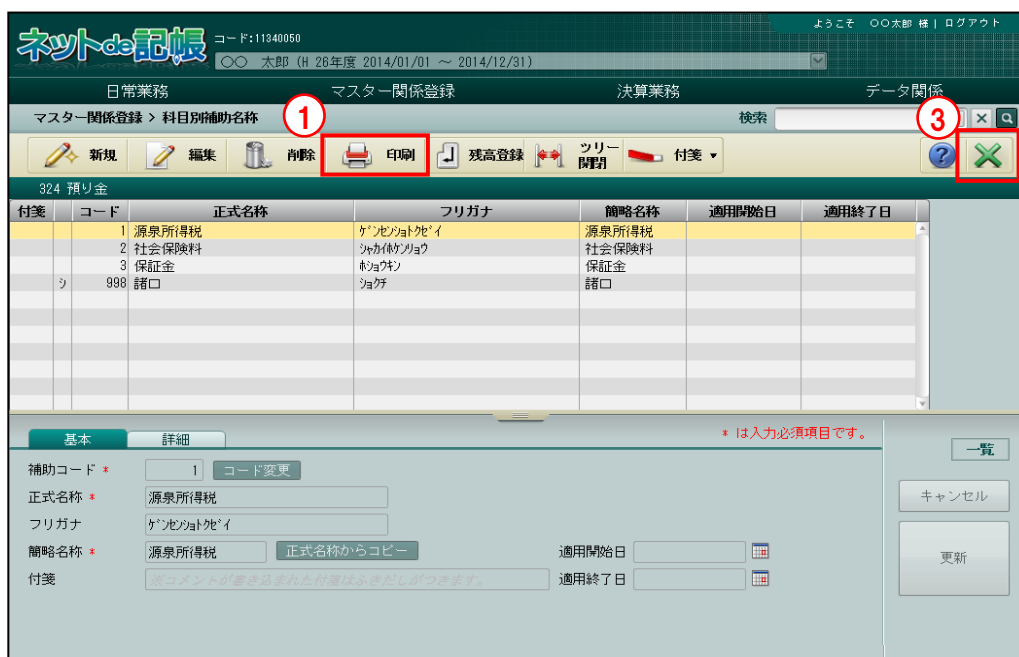 ようこそ 〇〇太郎 様 | ログアウト
ネットde記帳 コード:11340050
〇〇 太郎 (H 26年度 2014/01/01 ～ 2014/12/31)
日常業務 マスター関係登録 決算業務 データ関係
マスター関係登録 > 科目別補助名称 ① 検索 ③
新規 編集 削除 印刷 残高登録 ツリー開閉 付箋
324 預り金
付箋 コード 正式名称 フリガナ 簡略名称 適用開始日 適用終了日
1 源泉所得税 ｹﾞﾝｾﾝｼｮﾄｸｾﾞｲ 源泉所得税
2 社会保険料 ｼｬｶｲﾎｹﾝﾘｮｳ 社会保険料
3 保証金 ﾎｼｮｳｷﾝ 保証金
シ 998 諸口 ｼｮｸﾁ 諸口
基本 詳細 * は入力必須項目です。
一覧
補助コード * 1 コード変更
キャンセル
正式名称 * 源泉所得税
フリガナ ｹﾞﾝｾﾝｼｮﾄｸｾﾞｲ
簡略名称 * 源泉所得税 正式名称からコピー 適用開始日
更新
付箋 ※コメントが書き込まれた付箋はふきだしがつきます。 適用終了日